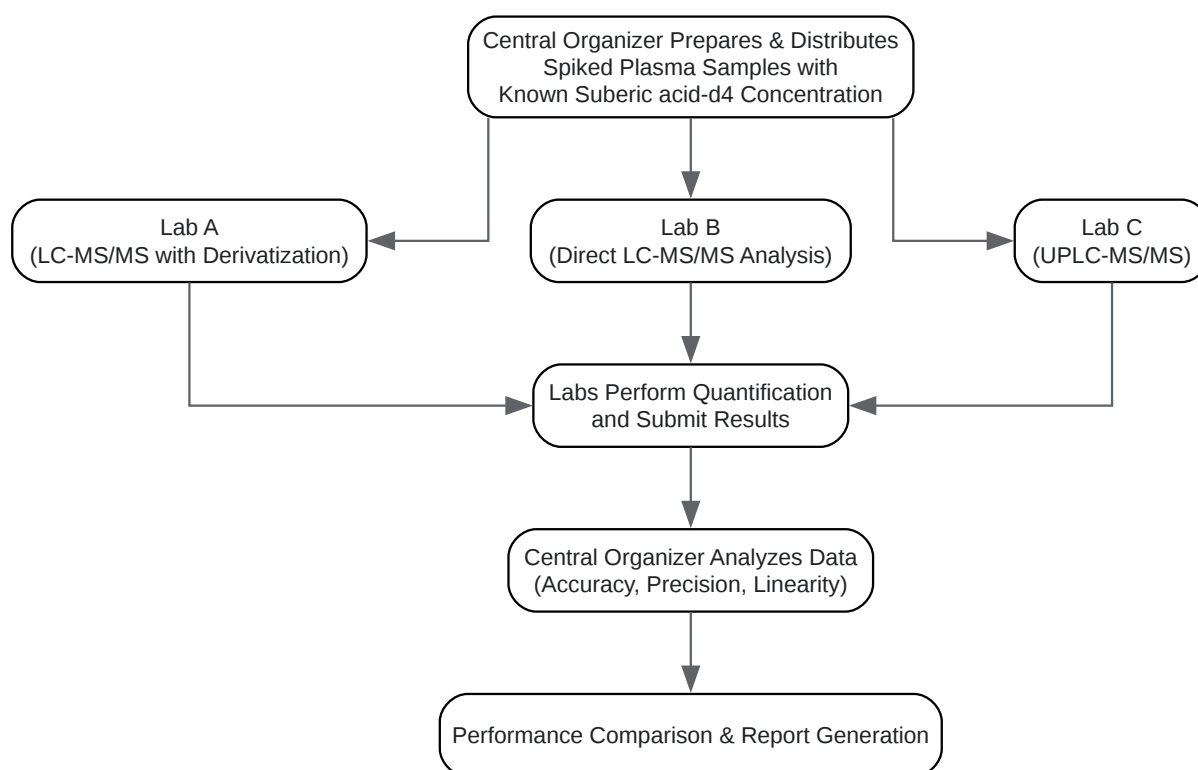 Central Organizer Prepares & Distributes
Spiked Plasma Samples with
Known Suberic acid-d4 Concentration
Lab A
(LC-MS/MS with Derivatization)
Lab B
(Direct LC-MS/MS Analysis)
Lab C
(UPLC-MS/MS)
Labs Perform Quantification
and Submit Results
Central Organizer Analyzes Data
(Accuracy, Precision, Linearity)
Performance Comparison & Report Generation